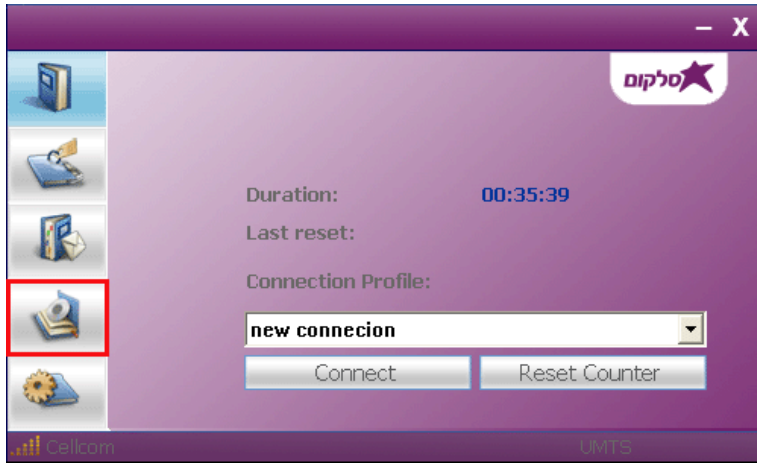 – X
סלקום
Duration: 00:35:39
Last reset:
Connection Profile:
new connecion
Connect Reset Counter
Cellcom UMTS